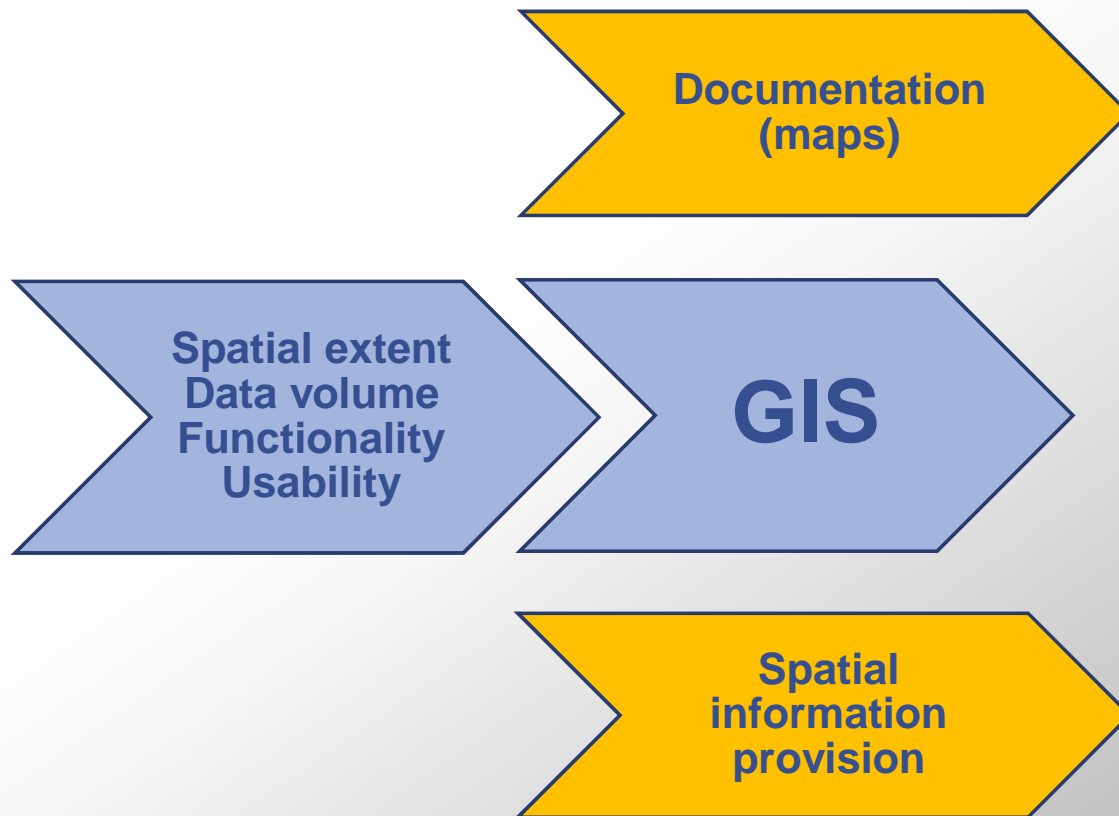 Documentation
(maps)
Spatial extent
Data volume
Functionality
Usability
GIS
Spatial
information
provision